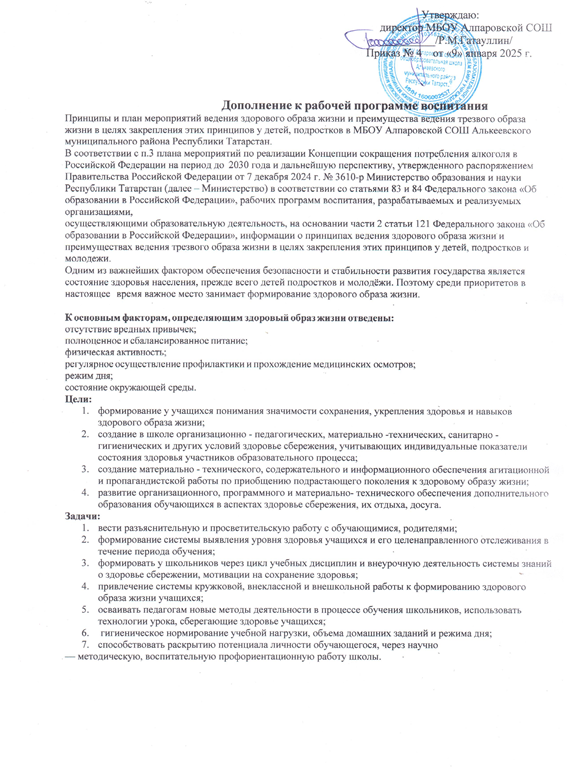 Утверждаю:
директор МБОУ Алпаровской СОШ
/Р.М.Гатауллин/
Приказ № 4 от «9» января 2025 г.
Дополнение к рабочей программе воспитания
Принципы и план мероприятий ведения здорового образа жизни и преимущества ведения трезвого образа
жизни в целях закрепления этих принципов у детей, подростков в МБОУ Алпаровской СОШ Алькеевского
муниципального района Республики Татарстан.
В соответствии с п.3 плана мероприятий по реализации Концепции сокращения потребления алкоголя в
Российской Федерации на период до 2030 года и дальнейшую перспективу, утвержденного распоряжением
Правительства Российской Федерации от 7 декабря 2024 г. № 3610-р Министерство образования и науки
Республики Татарстан (далее – Министерство) в соответствии со статьями 83 и 84 Федерального закона «Об
образовании в Российской Федерации», рабочих программ воспитания, разрабатываемых и реализуемых
организациями,
осуществляющими образовательную деятельность, на основании части 2 статьи 121 Федерального закона «Об
образовании в Российской Федерации», информации о принципах ведения здорового образа жизни и
преимуществах ведения трезвого образа жизни в целях закрепления этих принципов у детей, подростков и
молодежи.
Одним из важнейших фактором обеспечения безопасности и стабильности развития государства является
состояние здоровья населения, прежде всего детей подростков и молодёжи. Поэтому среди приоритетов в
настоящее время важное место занимает формирование здорового образа жизни.
К основным факторам, определяющим здоровый образ жизни отведены:
отсутствие вредных привычек;
полноценное и сбалансированное питание;
физическая активность;
регулярное осуществление профилактики и прохождение медицинских осмотров;
режим дня;
состояние окружающей среды.
Цели:
1. формирование у учащихся понимания значимости сохранения, укрепления здоровья и навыков
здорового образа жизни;
2. создание в школе организационно - педагогических, материально -технических, санитарно -
гигиенических и других условий здоровье сбережения, учитывающих индивидуальные показатели
состояния здоровья участников образовательного процесса;
3. создание материально - технического, содержательного и информационного обеспечения агитационной
и пропагандистской работы по приобщению подрастающего поколения к здоровому образу жизни;
4. развитие организационного, программного и материально- технического обеспечения дополнительного
образования обучающихся в аспектах здоровье сбережения, их отдыха, досуга.
Задачи:
1. вести разъяснительную и просветительскую работу с обучающимися, родителями;
2. формирование системы выявления уровня здоровья учащихся и его целенаправленного отслеживания в
течение периода обучения;
3. формировать у школьников через цикл учебных дисциплин и внеурочную деятельность системы знаний
о здоровье сбережении, мотивации на сохранение здоровья;
4. привлечение системы кружковой, внеклассной и внешкольной работы к формированию здорового
образа жизни учащихся;
5. осваивать педагогам новые методы деятельности в процессе обучения школьников, использовать
технологии урока, сберегающие здоровье учащихся;
6. гигиеническое нормирование учебной нагрузки, объема домашних заданий и режима дня;
7. способствовать раскрытию потенциала личности обучающегося, через научно
— методическую, воспитательную профориентационную работу школы.